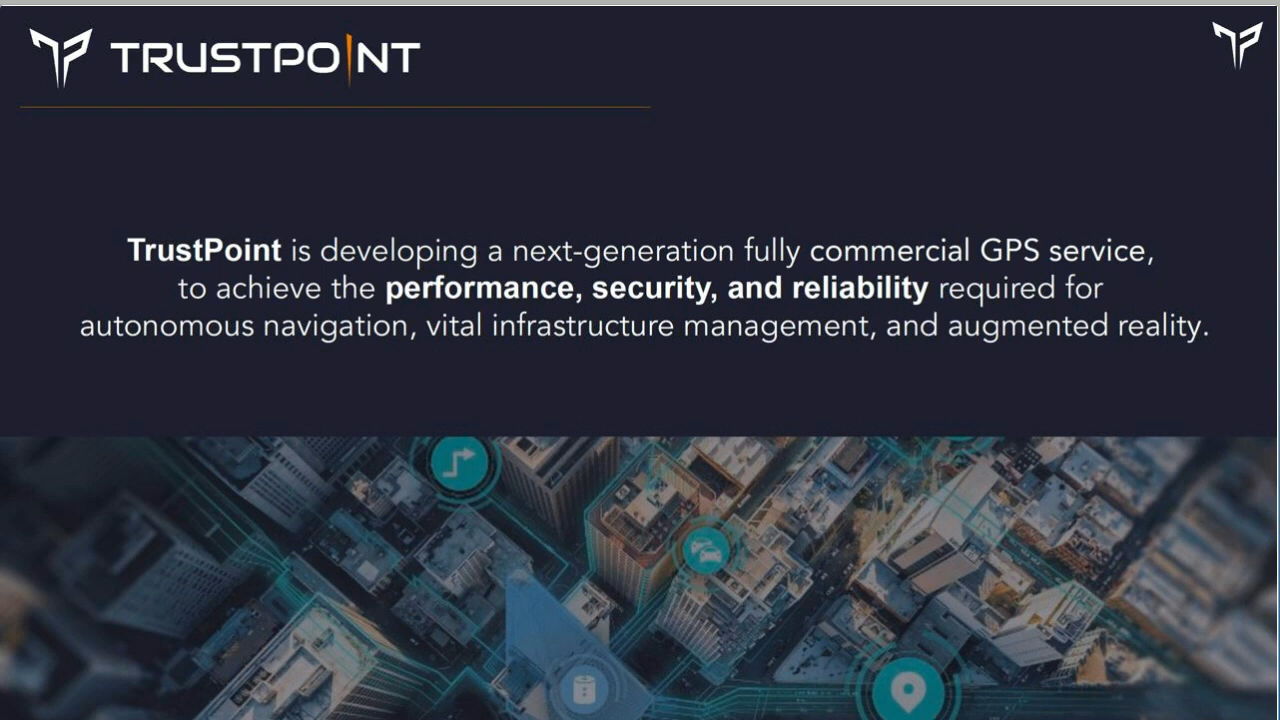 TRUSTPOINT
TrustPoint is developing a next-generation fully commercial GPS service,
to achieve the performance, security, and reliability required for
autonomous navigation, vital infrastructure management, and augmented reality.